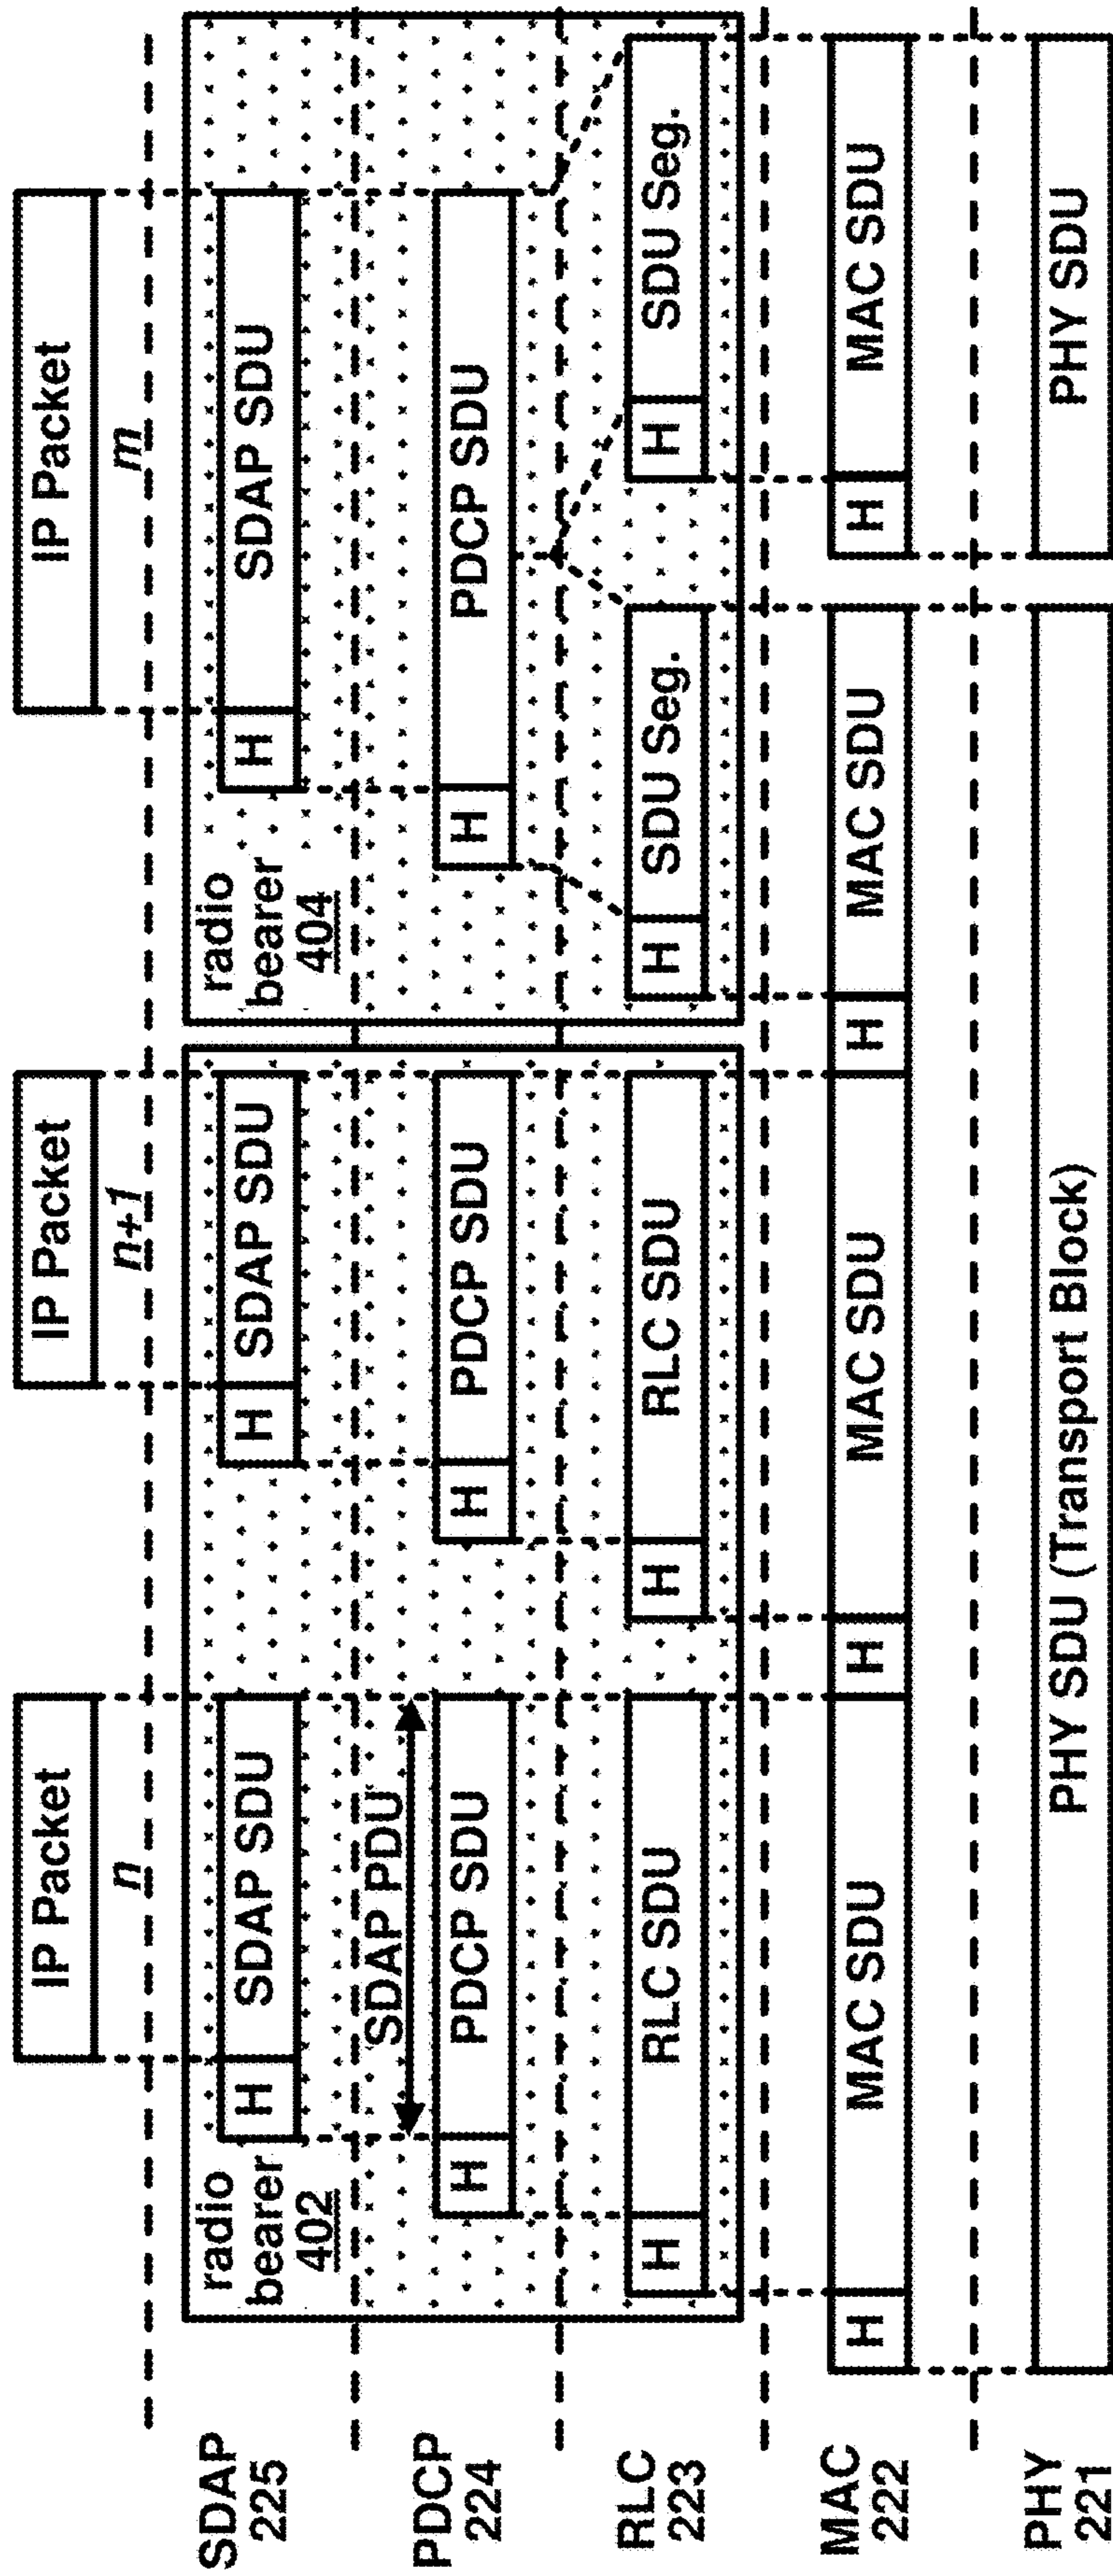 IP Packet
n
IP Packet
n+1
IP Packet
m
SDAP
225
radio
bearer
402
H
SDAP SDU
H
SDAP SDU
radio
bearer
404
H
SDAP SDU
SDAP PDU
PDCP
224
H
PDCP SDU
H
PDCP SDU
H
PDCP SDU
RLC
223
H
RLC SDU
H
RLC SDU
H
SDU Seg.
H
SDU Seg.
MAC
222
H
MAC SDU
H
MAC SDU
H
MAC SDU
H
MAC SDU
PHY
221
PHY SDU (Transport Block)
PHY SDU